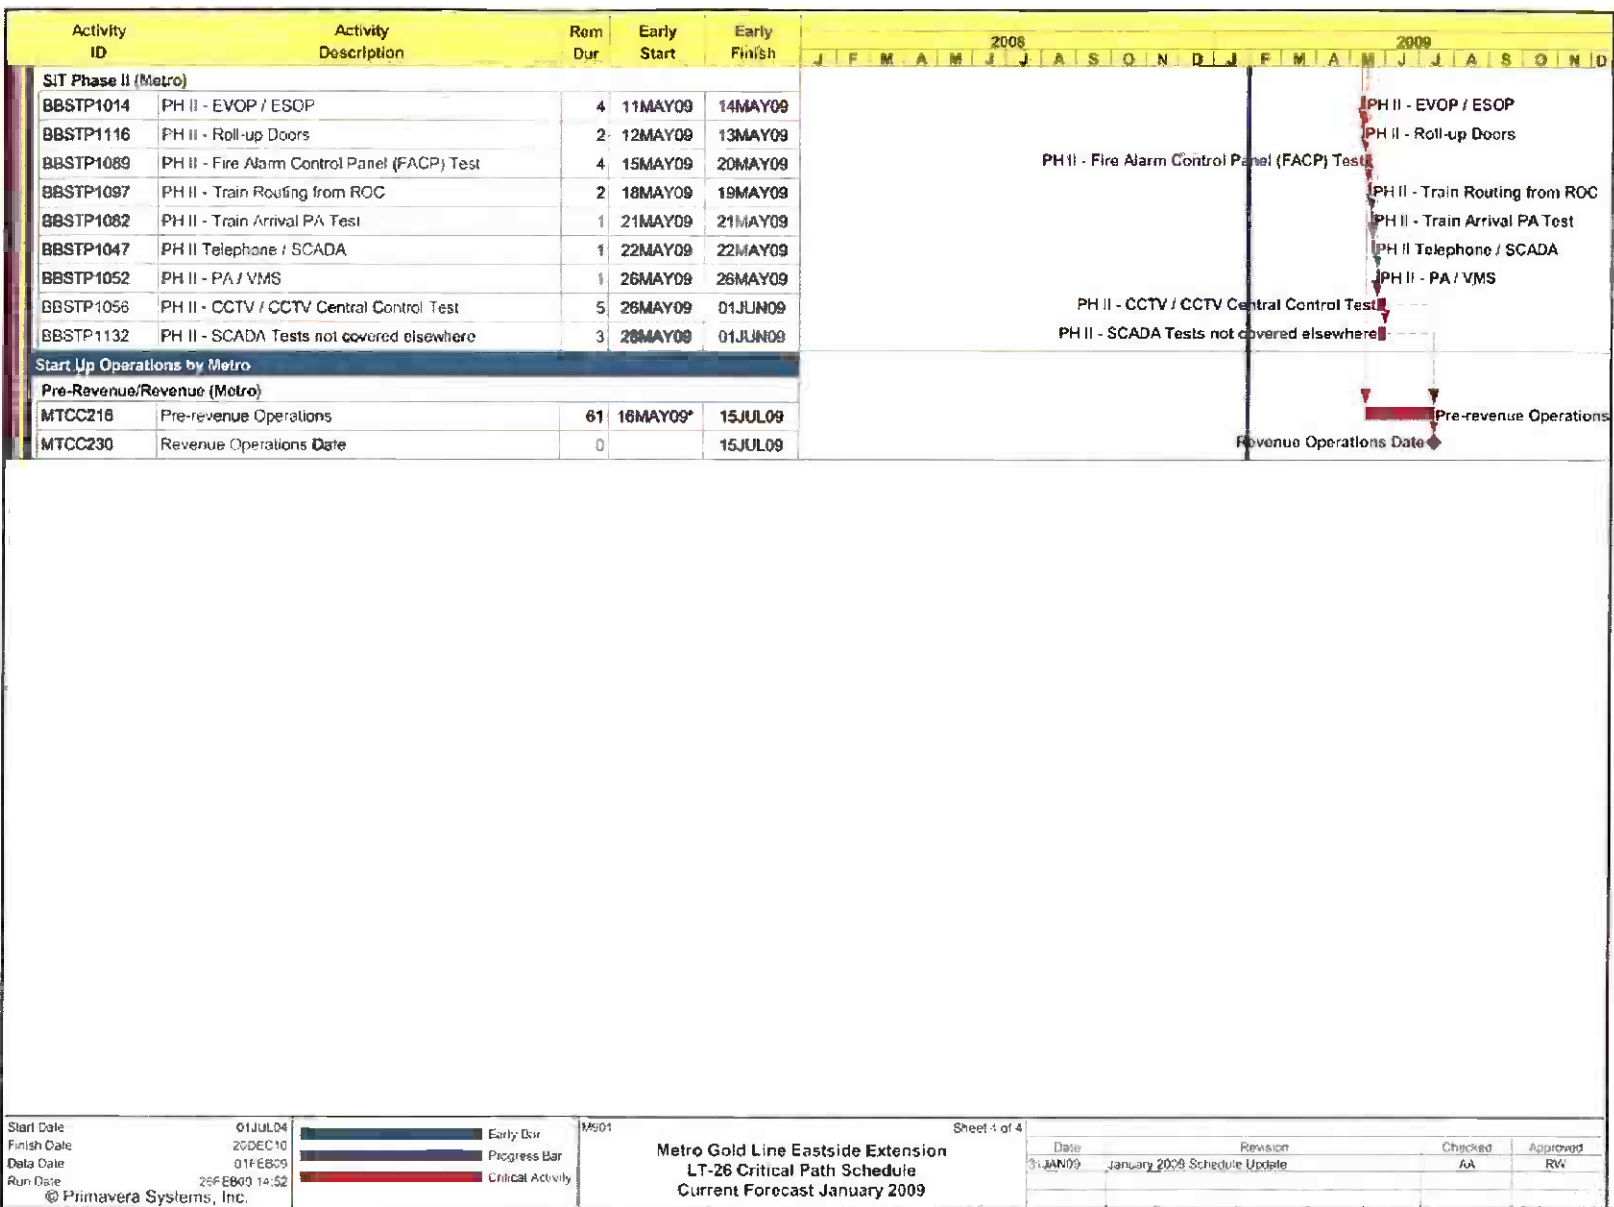 Activity ID Activity Description Rem Dur Early Start Early Finish 2008 2009
J F M A M J J A S O N D J F M A M J J A S O N D
SIT Phase II (Metro)
BBSTP1014 PH II - EVOP / ESOP 4 11MAY09 14MAY09 PH II - EVOP / ESOP
BBSTP1116 PH II - Roll-up Doors 2 12MAY09 13MAY09 PH II - Roll-up Doors
BBSTP1089 PH II - Fire Alarm Control Panel (FACP) Test 4 15MAY09 20MAY09 PH II - Fire Alarm Control Panel (FACP) Test
BBSTP1097 PH II - Train Routing from ROC 2 18MAY09 19MAY09 PH II - Train Routing from ROC
BBSTP1082 PH II - Train Arrival PA Test 1 21MAY09 21MAY09 PH II - Train Arrival PA Test
BBSTP1047 PH II Telephone / SCADA 1 22MAY09 22MAY09 PH II Telephone / SCADA
BBSTP1052 PH II - PA / VMS 1 26MAY09 26MAY09 PH II - PA / VMS
BBSTP1056 PH II - CCTV / CCTV Central Control Test 5 26MAY09 01JUN09 PH II - CCTV / CCTV Central Control Test
BBSTP1132 PH II - SCADA Tests not covered elsewhere 3 28MAY09 01JUN09 PH II - SCADA Tests not covered elsewhere
Start Up Operations by Metro
Pre-Revenue/Revenue (Metro)
MTCC216 Pre-revenue Operations 61 16MAY09* 15JUL09 Pre-revenue Operations
MTCC230 Revenue Operations Date 0 15JUL09 Revenue Operations Date
Start Date 01JUL04
Finish Date 20DEC10
Data Date 01FEB09
Run Date 26FEB09 14:52
© Primavera Systems, Inc.
Early Bar
Progress Bar
Critical Activity
MS01
Sheet 4 of 4
Metro Gold Line Eastside Extension
LT-26 Critical Path Schedule
Current Forecast January 2009
Date Revision Checked Approved
31JAN09 January 2009 Schedule Update AA RW